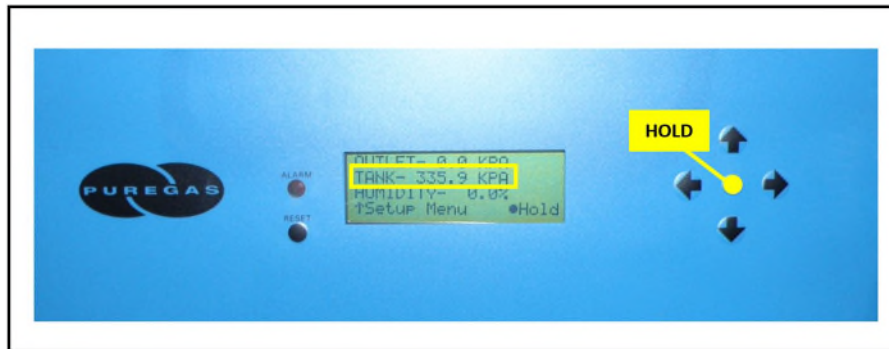 PUREGAS
ALARM
RESET
OUTLET- 0.0 KPA
TANK- 335.9 KPA
HUMIDITY- 0.0%
↑Setup Menu ●Hold
HOLD